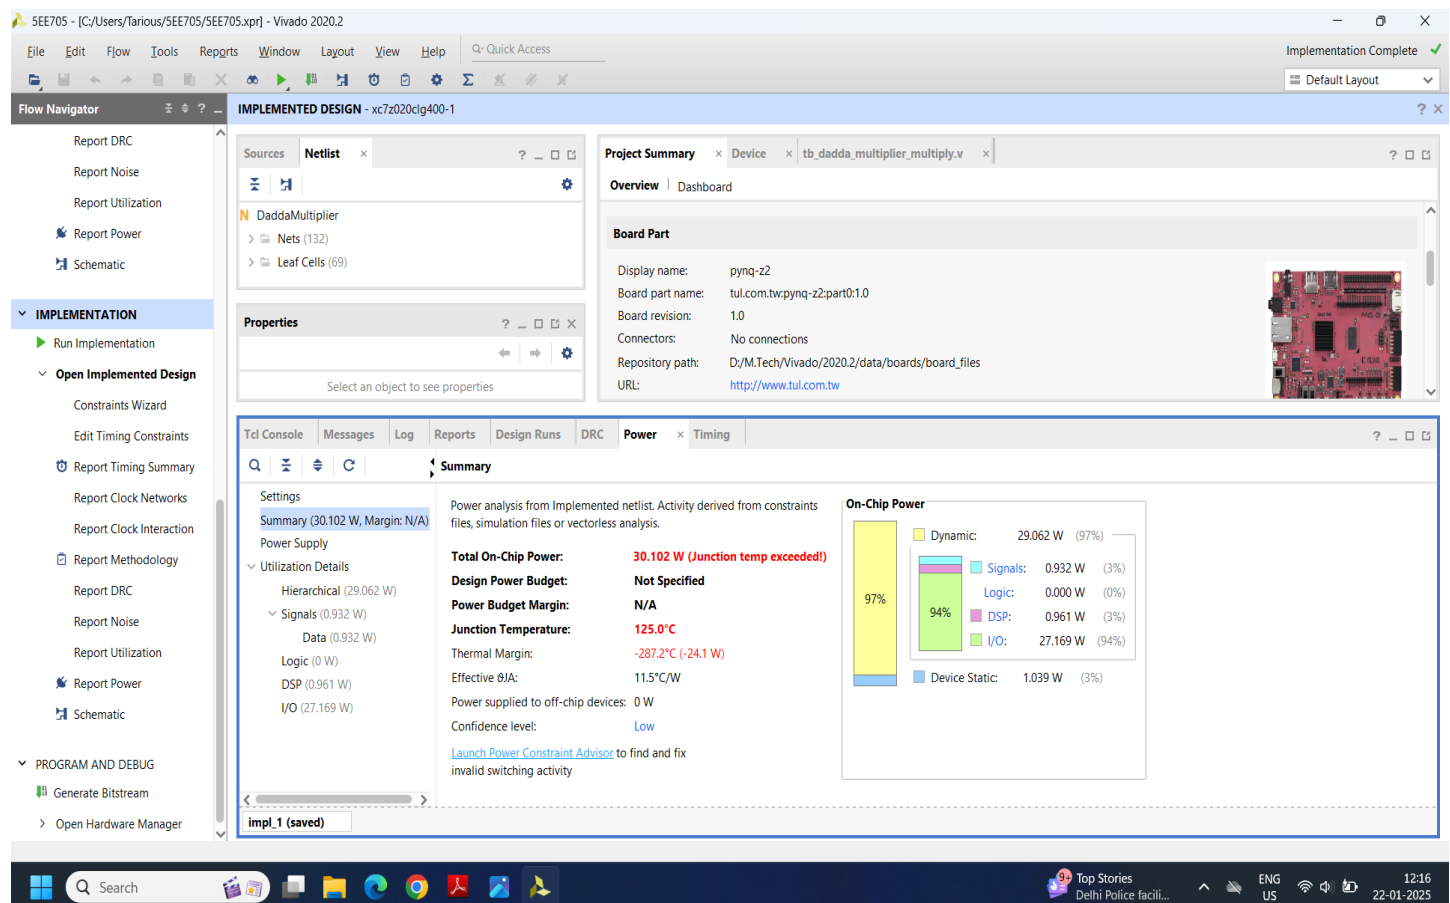 5EE705 - [C:/Users/Tarious/5EE705/5EE705.xpr] - Vivado 2020.2
File Edit Flow Tools Reports Window Layout View Help Quick Access
Implementation Complete
Default Layout
Flow Navigator
IMPLEMENTED DESIGN - xc7z020clg400-1
Report DRC
Report Noise
Report Utilization
Report Power
Schematic
IMPLEMENTATION
Run Implementation
Open Implemented Design
Constraints Wizard
Edit Timing Constraints
Report Timing Summary
Report Clock Networks
Report Clock Interaction
Report Methodology
Report DRC
Report Noise
Report Utilization
Report Power
Schematic
PROGRAM AND DEBUG
Generate Bitstream
Open Hardware Manager
Sources Netlist
N DaddaMultiplier
Nets (132)
Leaf Cells (69)
Properties
Select an object to see properties
Project Summary Device tb_dadda_multiplier_multiply.v
Overview Dashboard
Board Part
Display name: pynq-z2
Board part name: tul.com.tw:pynq-z2:part0:1.0
Board revision: 1.0
Connectors: No connections
Repository path: D:/M.Tech/Vivado/2020.2/data/boards/board_files
URL: http://www.tul.com.tw
Tcl Console Messages Log Reports Design Runs DRC Power Timing
Summary
Settings
Summary (30.102 W, Margin: N/A)
Power Supply
Utilization Details
Hierarchical (29.062 W)
Signals (0.932 W)
Data (0.932 W)
Logic (0 W)
DSP (0.961 W)
I/O (27.169 W)
Power analysis from Implemented netlist. Activity derived from constraints
files, simulation files or vectorless analysis.
Total On-Chip Power: 30.102 W (Junction temp exceeded!)
Design Power Budget: Not Specified
Power Budget Margin: N/A
Junction Temperature: 125.0°C
Thermal Margin: -287.2°C (-24.1 W)
Effective ϑJA: 11.5°C/W
Power supplied to off-chip devices: 0 W
Confidence level: Low
Launch Power Constraint Advisor to find and fix
invalid switching activity
On-Chip Power
Dynamic: 29.062 W (97%)
Signals: 0.932 W (3%)
Logic: 0.000 W (0%)
DSP: 0.961 W (3%)
I/O: 27.169 W (94%)
Device Static: 1.039 W (3%)
97%
94%
impl_1 (saved)
Search
9+
Top Stories
Delhi Police facili...
ENG
US
12:16
22-01-2025